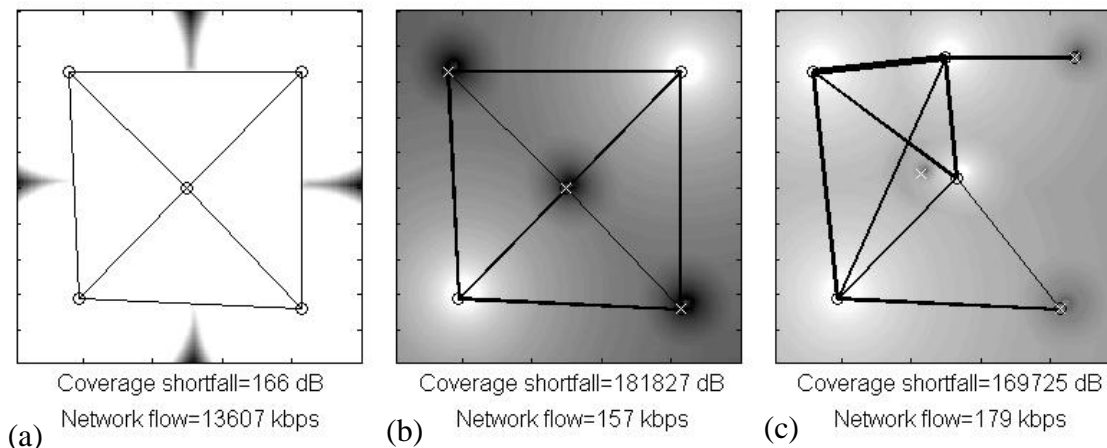 Coverage shortfall=166 dB
Network flow=13607 kbps
(a)
Coverage shortfall=181827 dB
Network flow=157 kbps
(b)
Coverage shortfall=169725 dB
Network flow=179 kbps
(c)